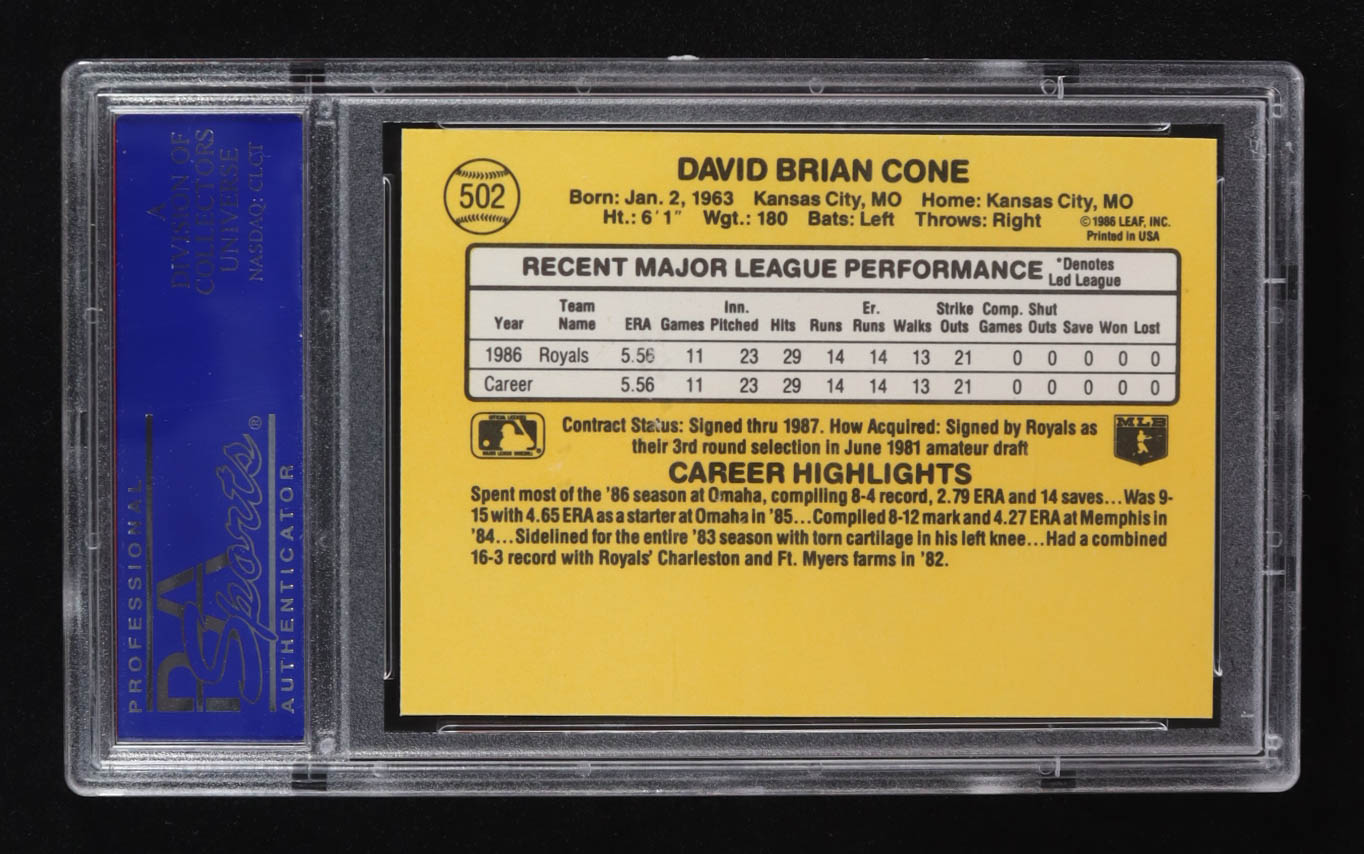 A
DIVISION OF
COLLECTORS
UNIVERSE
NASDAQ: CLCT
PROFESSIONAL
PSA
Sports®
AUTHENTICATOR
502
DAVID BRIAN CONE
Born: Jan. 2, 1963 Kansas City, MO Home: Kansas City, MO
Ht.: 6′1″ Wgt.: 180 Bats: Left Throws: Right
©1986 LEAF, INC.
Printed in USA
RECENT MAJOR LEAGUE PERFORMANCE *Denotes
Led League
Team Inn. Er. Strike Comp. Shut
Year Name ERA Games Pitched Hits Runs Runs Walks Outs Games Outs Save Won Lost
1986 Royals 5.56 11 23 29 14 14 13 21 0 0 0 0 0
Career 5.56 11 23 29 14 14 13 21 0 0 0 0 0
OFFICIAL LICENSEE
MAJOR LEAGUE BASEBALL
Contract Status: Signed thru 1987. How Acquired: Signed by Royals as
their 3rd round selection in June 1981 amateur draft
MLB
CAREER HIGHLIGHTS
Spent most of the '86 season at Omaha, compiling 8-4 record, 2.79 ERA and 14 saves...Was 9-
15 with 4.65 ERA as a starter at Omaha in '85...Compiled 8-12 mark and 4.27 ERA at Memphis in
'84...Sidelined for the entire '83 season with torn cartilage in his left knee...Had a combined
16-3 record with Royals' Charleston and Ft. Myers farms in '82.